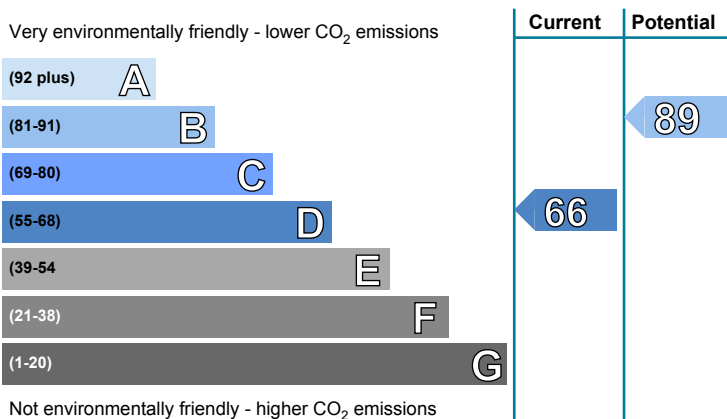 Current Potential
Very environmentally friendly - lower CO2 emissions
(92 plus) A
(81-91) B
89
(69-80) C
(55-68) D
66
(39-54 E
(21-38) F
(1-20) G
Not environmentally friendly - higher CO2 emissions